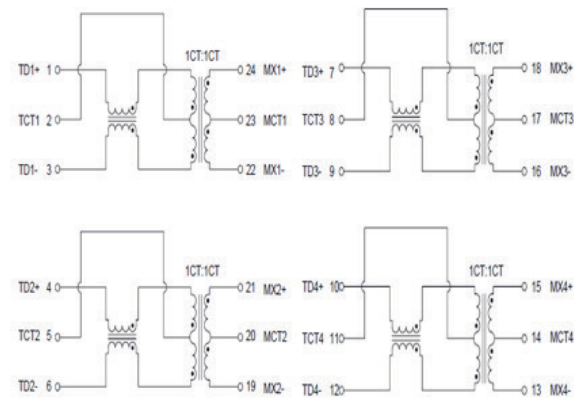 1CT:1CT
TD1+ 1 24 MX1+
TCT1 2 23 MCT1
TD1- 3 22 MX1-
1CT:1CT
TD3+ 7 18 MX3+
TCT3 8 17 MCT3
TD3- 9 16 MX3-
1CT:1CT
TD2+ 4 21 MX2+
TCT2 5 20 MCT2
TD2- 6 19 MX2-
1CT:1CT
TD4+ 10 15 MX4+
TCT4 11 14 MCT4
TD4- 12 13 MX4-